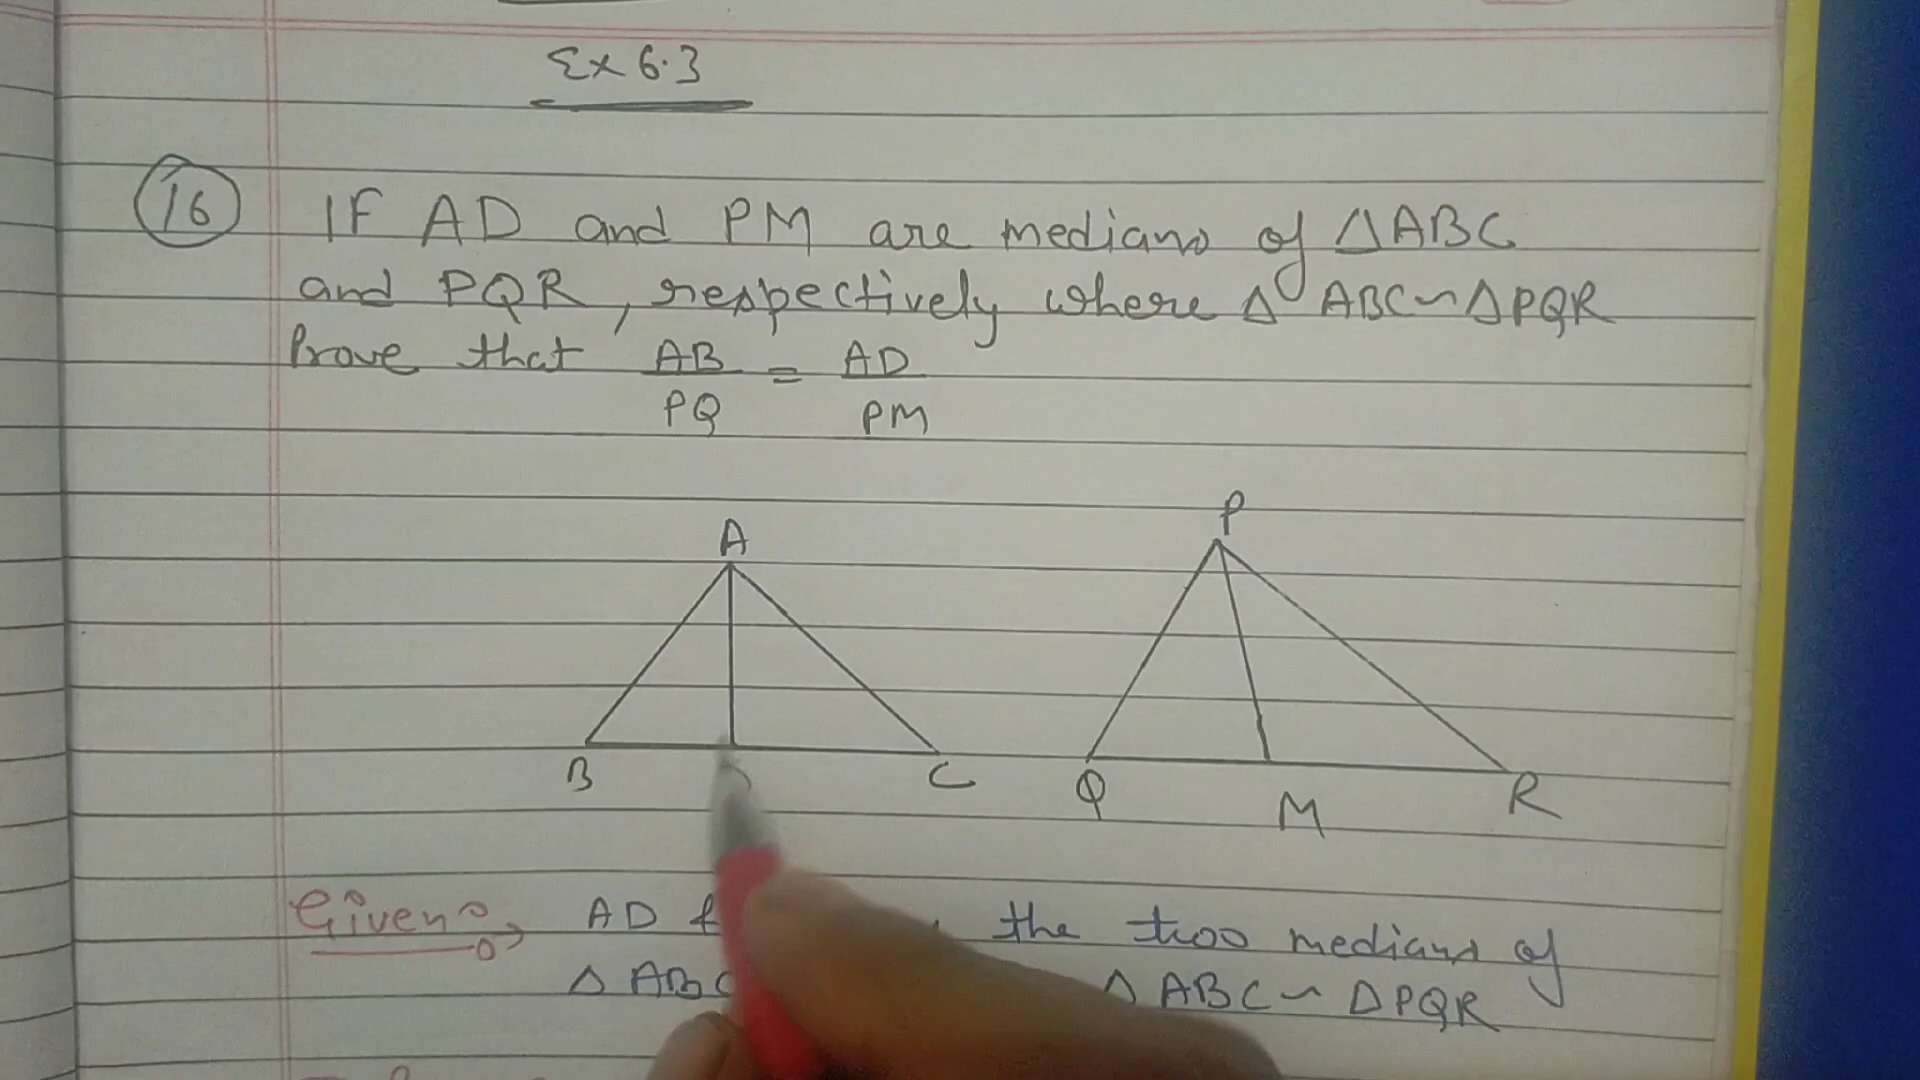 Ex 6.3
16 IF AD and PM are medians of △ABC
and PQR, respectively where △ ABC ~ △PQR
Prove that AB/PQ = AD/PM
P
A
B D C
Q M R
Given: AD & the two medians of
△ ABC △ ABC ~ △PQR